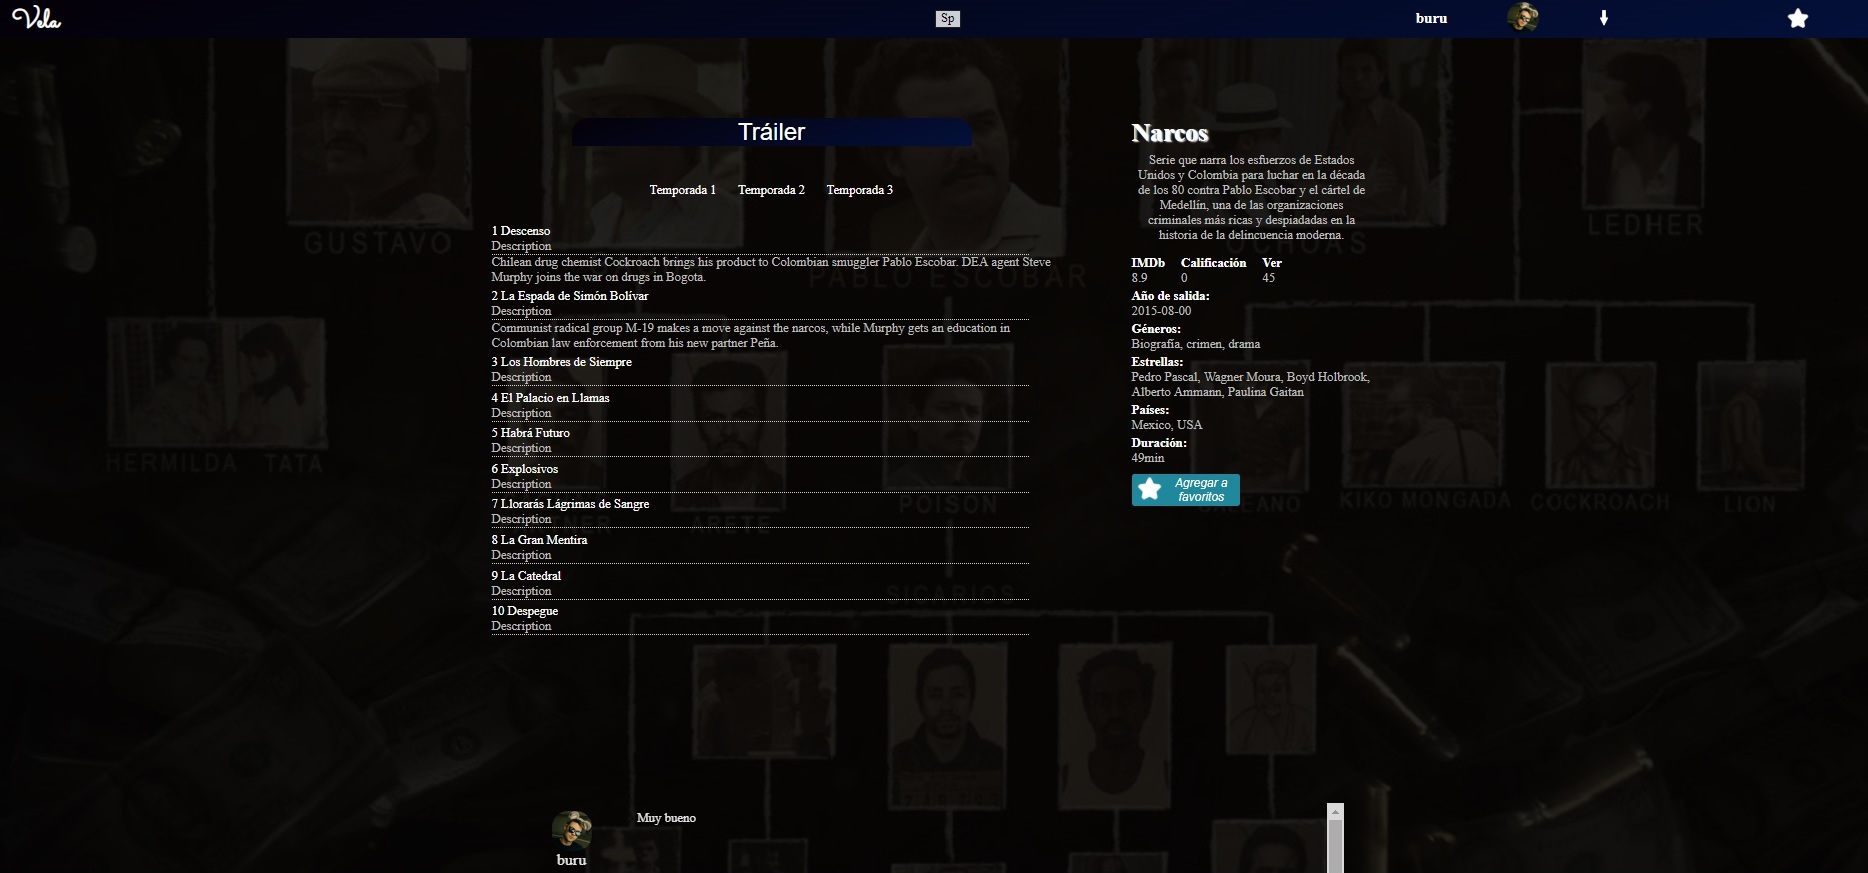 Vela
Sp
buru
Tráiler
Temporada 1 Temporada 2 Temporada 3
1 Descenso
Description
Chilean drug chemist Cockroach brings his product to Colombian smuggler Pablo Escobar. DEA agent Steve
Murphy joins the war on drugs in Bogota.
2 La Espada de Simón Bolívar
Description
Communist radical group M-19 makes a move against the narcos, while Murphy gets an education in
Colombian law enforcement from his new partner Peña.
3 Los Hombres de Siempre
Description
4 El Palacio en Llamas
Description
5 Habrá Futuro
Description
6 Explosivos
Description
7 Llorarás Lágrimas de Sangre
Description
8 La Gran Mentira
Description
9 La Catedral
Description
10 Despegue
Description
Narcos
Serie que narra los esfuerzos de Estados
Unidos y Colombia para luchar en la década
de los 80 contra Pablo Escobar y el cártel de
Medellín, una de las organizaciones
criminales más ricas y despiadadas en la
historia de la delincuencia moderna.
IMDb Calificación Ver
8.9 0 45
Año de salida:
2015-08-00
Géneros:
Biografía, crimen, drama
Estrellas:
Pedro Pascal, Wagner Moura, Boyd Holbrook,
Alberto Ammann, Paulina Gaitan
Países:
Mexico, USA
Duración:
49min
Agregar a
favoritos
GUSTAVO
PABLO ESCOBAR
LEDHER
HERMILDA TATA
ARETE
POISON
KIKO MONGADA
COCKROACH
LION
SICARIOS
Muy bueno
buru